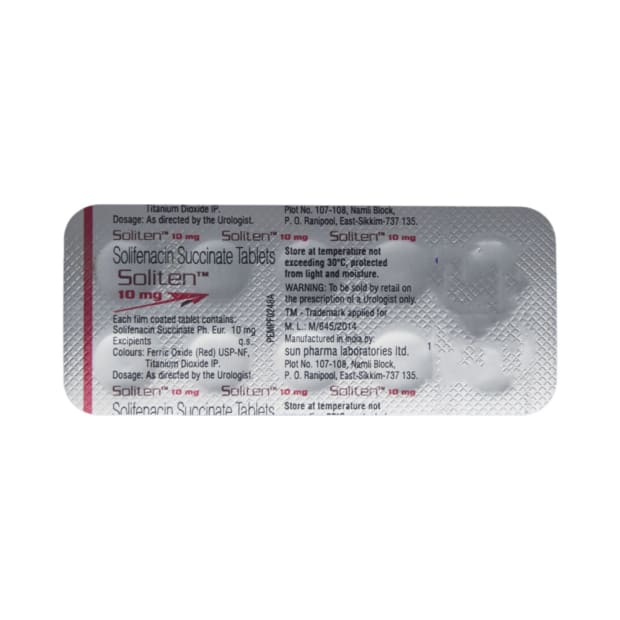 Titanium Dioxide IP.
Dosage: As directed by the Urologist.
Plot No. 107-108, Namli Block,
P. O. Ranipool, East-Sikkim-737 135.
Soliten™ 10 mg Soliten™ 10 mg Soliten™ 10 mg
Solifenacin Succinate Tablets
Soliten™
10 mg
Each film coated tablet contains:
Solifenacin Succinate Ph. Eur. 10 mg
Excipients q.s.
Colours: Ferric Oxide (Red) USP-NF,
Titanium Dioxide IP.
Dosage: As directed by the Urologist.
PEMPF0248A
Store at temperature not
exceeding 30°C, protected
from light and moisture.
WARNING: To be sold by retail on
the prescription of a Urologist only.
TM - Trademark applied for
M. L.: M/645/2014
Manufactured in India by:
sun pharma laboratories ltd.
Plot No. 107-108, Namli Block,
P. O. Ranipool, East-Sikkim-737 135.
Soliten™ 10 mg Soliten™ 10 mg Soliten™ 10 mg
Solifenacin Succinate Tablets
Store at temperature not